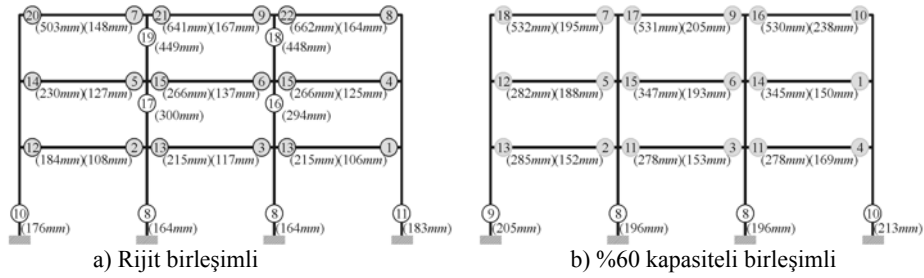 20 7 21 9 22 8
(503mm)(148mm) (641mm)(167mm) (662mm)(164mm)
19 18
(449mm) (448mm)
14 5 15 6 15 4
(230mm)(127mm) (266mm)(137mm) (266mm)(125mm)
17 16
(300mm) (294mm)
12 2 13 3 13 1
(184mm)(108mm) (215mm)(117mm) (215mm)(106mm)
10 8 8 11
(176mm) (164mm) (164mm) (183mm)
a) Rijit birleşimli
18 7 17 9 16 10
(532mm)(195mm) (531mm)(205mm) (530mm)(238mm)
12 5 15 6 14 1
(282mm)(188mm) (347mm)(193mm) (345mm)(150mm)
13 2 11 3 11 4
(285mm)(152mm) (278mm)(153mm) (278mm)(169mm)
9 8 8 10
(205mm) (196mm) (196mm) (213mm)
b) %60 kapasiteli birleşimli